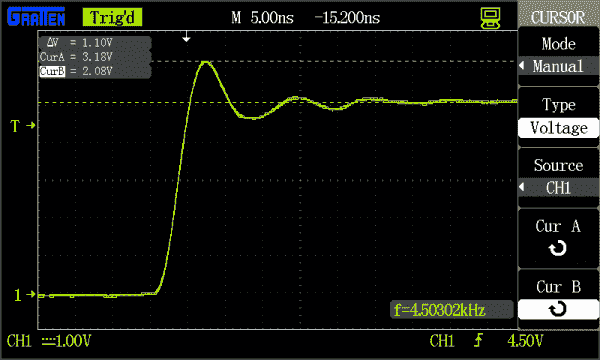 GRATTEN Trig'd M 5.00ns -15.200ns CURSOR
ΔV = 1.10V
CurA = 3.18V
CurB = 2.08V
Mode
Manual
Type
Voltage
Source
CH1
Cur A
Cur B
T
1
f=4.50302kHz
CH1 1.00V CH1 4.50V